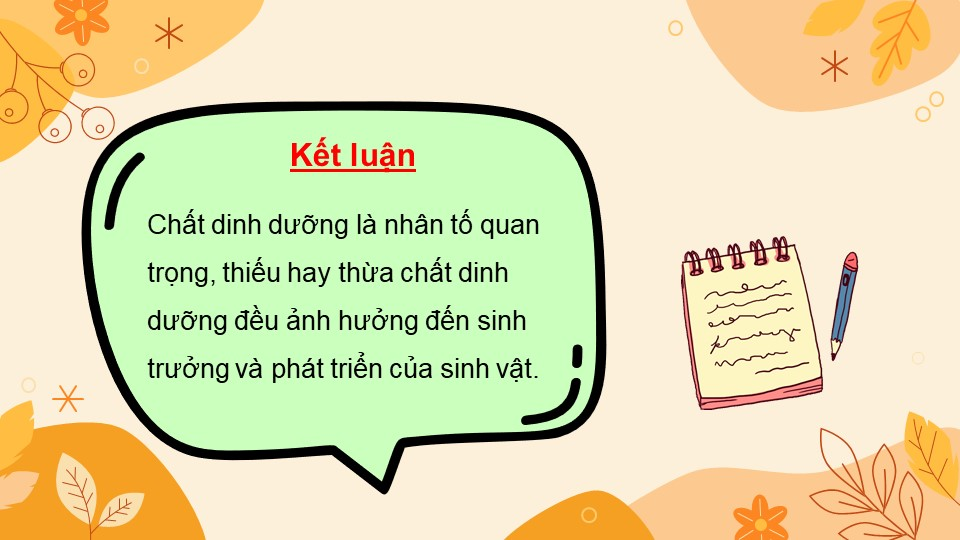 Kết luận
Chất dinh dưỡng là nhân tố quan
trọng, thiếu hay thừa chất dinh
dưỡng đều ảnh hưởng đến sinh
trưởng và phát triển của sinh vật.